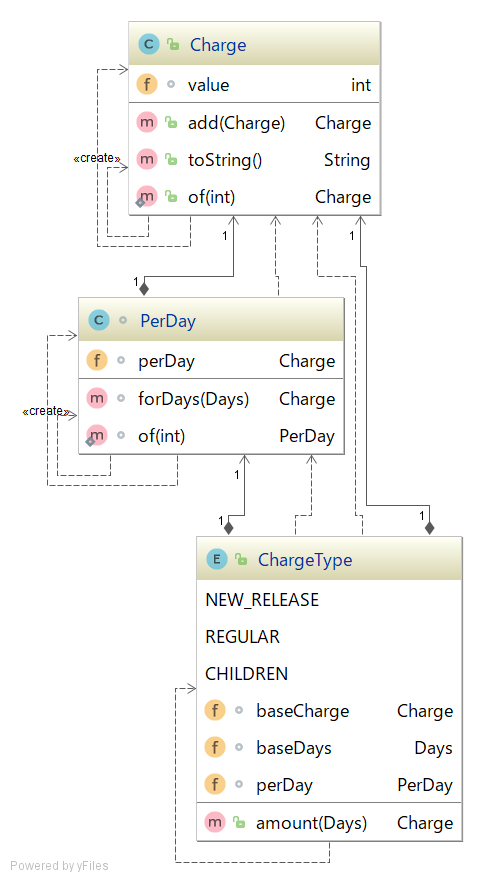 C Charge
f value int
m add(Charge) Charge
«create» m toString() String
m of(int) Charge
1 1
1
C PerDay
f perDay Charge
m forDays(Days) Charge
«create» m of(int) PerDay
1
1 1
E ChargeType
NEW_RELEASE
REGULAR
CHILDREN
f baseCharge Charge
f baseDays Days
f perDay PerDay
m amount(Days) Charge
Powered by yFiles